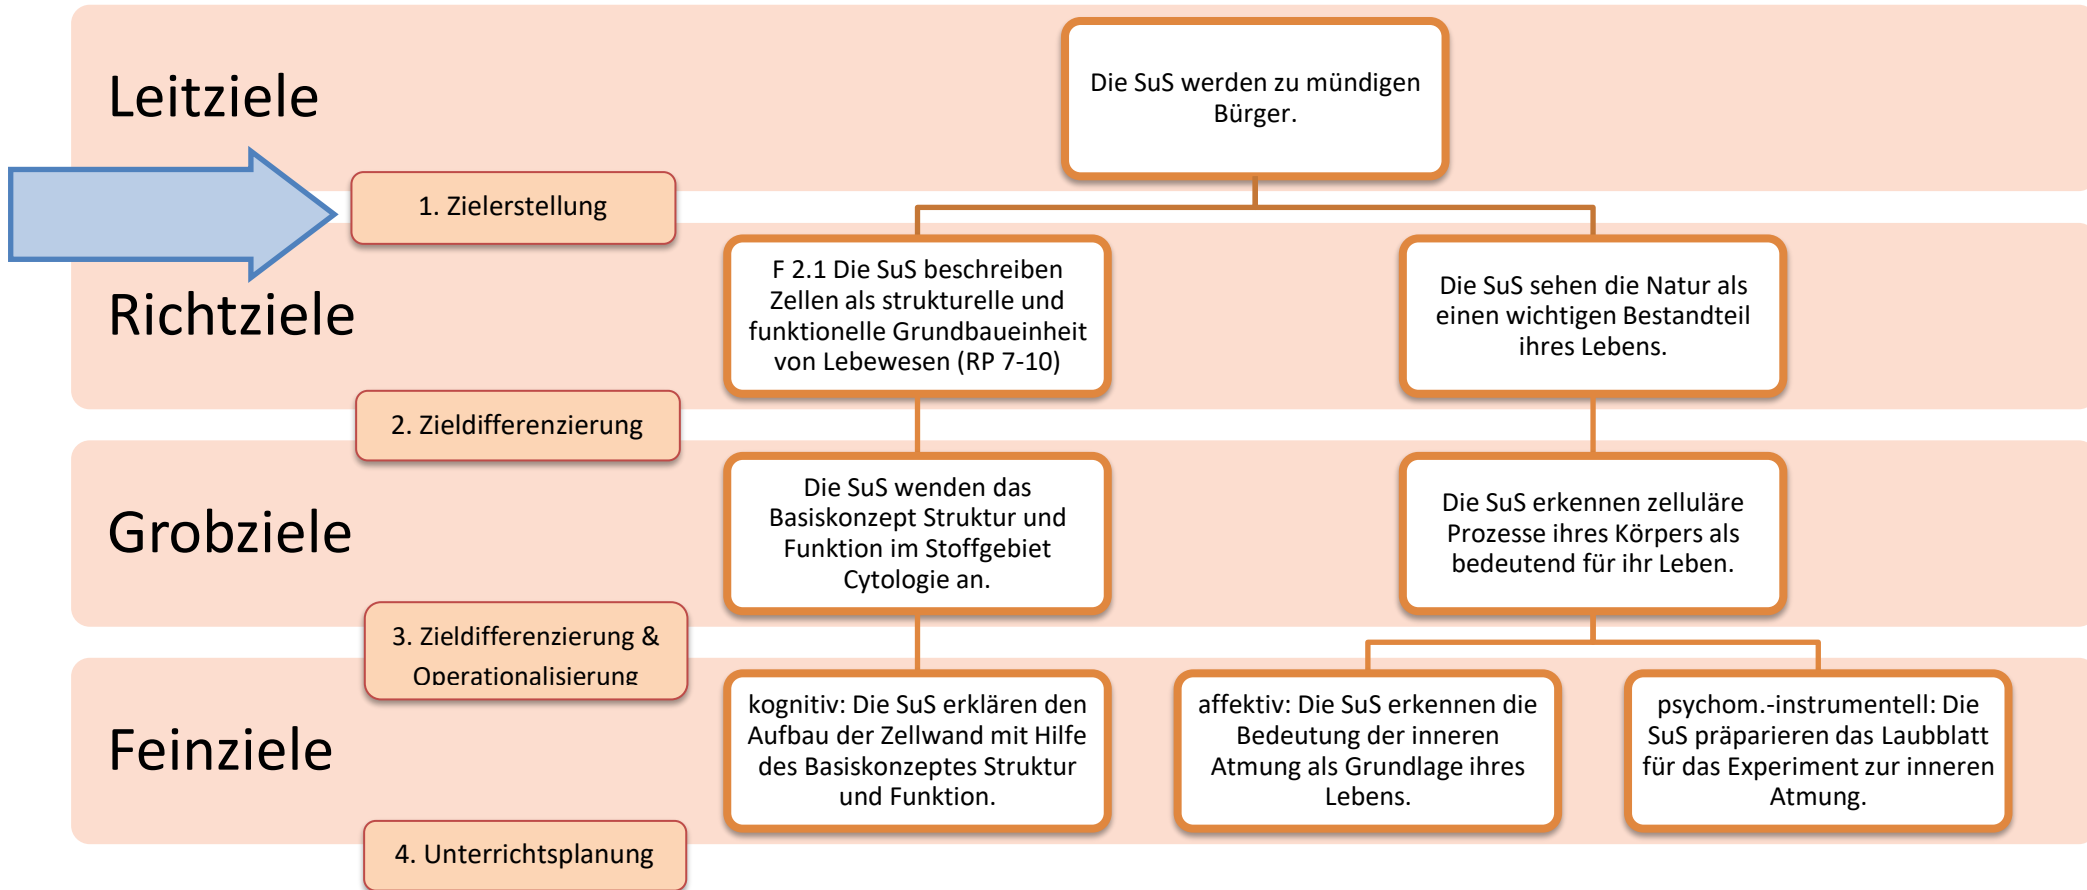 Leitziele
Die SuS werden zu mündigen
Bürger.
1. Zielerstellung
Richtziele
F 2.1 Die SuS beschreiben
Zellen als strukturelle und
funktionelle Grundbaueinheit
von Lebewesen (RP 7-10)
Die SuS sehen die Natur als
einen wichtigen Bestandteil
ihres Lebens.
2. Zieldifferenzierung
Grobziele
Die SuS wenden das
Basiskonzept Struktur und
Funktion im Stoffgebiet
Cytologie an.
Die SuS erkennen zelluläre
Prozesse ihres Körpers als
bedeutend für ihr Leben.
3. Zieldifferenzierung &
Operationalisierung
Feinziele
kognitiv: Die SuS erklären den
Aufbau der Zellwand mit Hilfe
des Basiskonzeptes Struktur
und Funktion.
affektiv: Die SuS erkennen die
Bedeutung der inneren
Atmung als Grundlage ihres
Lebens.
psychom.-instrumentell: Die
SuS präparieren das Laubblatt
für das Experiment zur inneren
Atmung.
4. Unterrichtsplanung